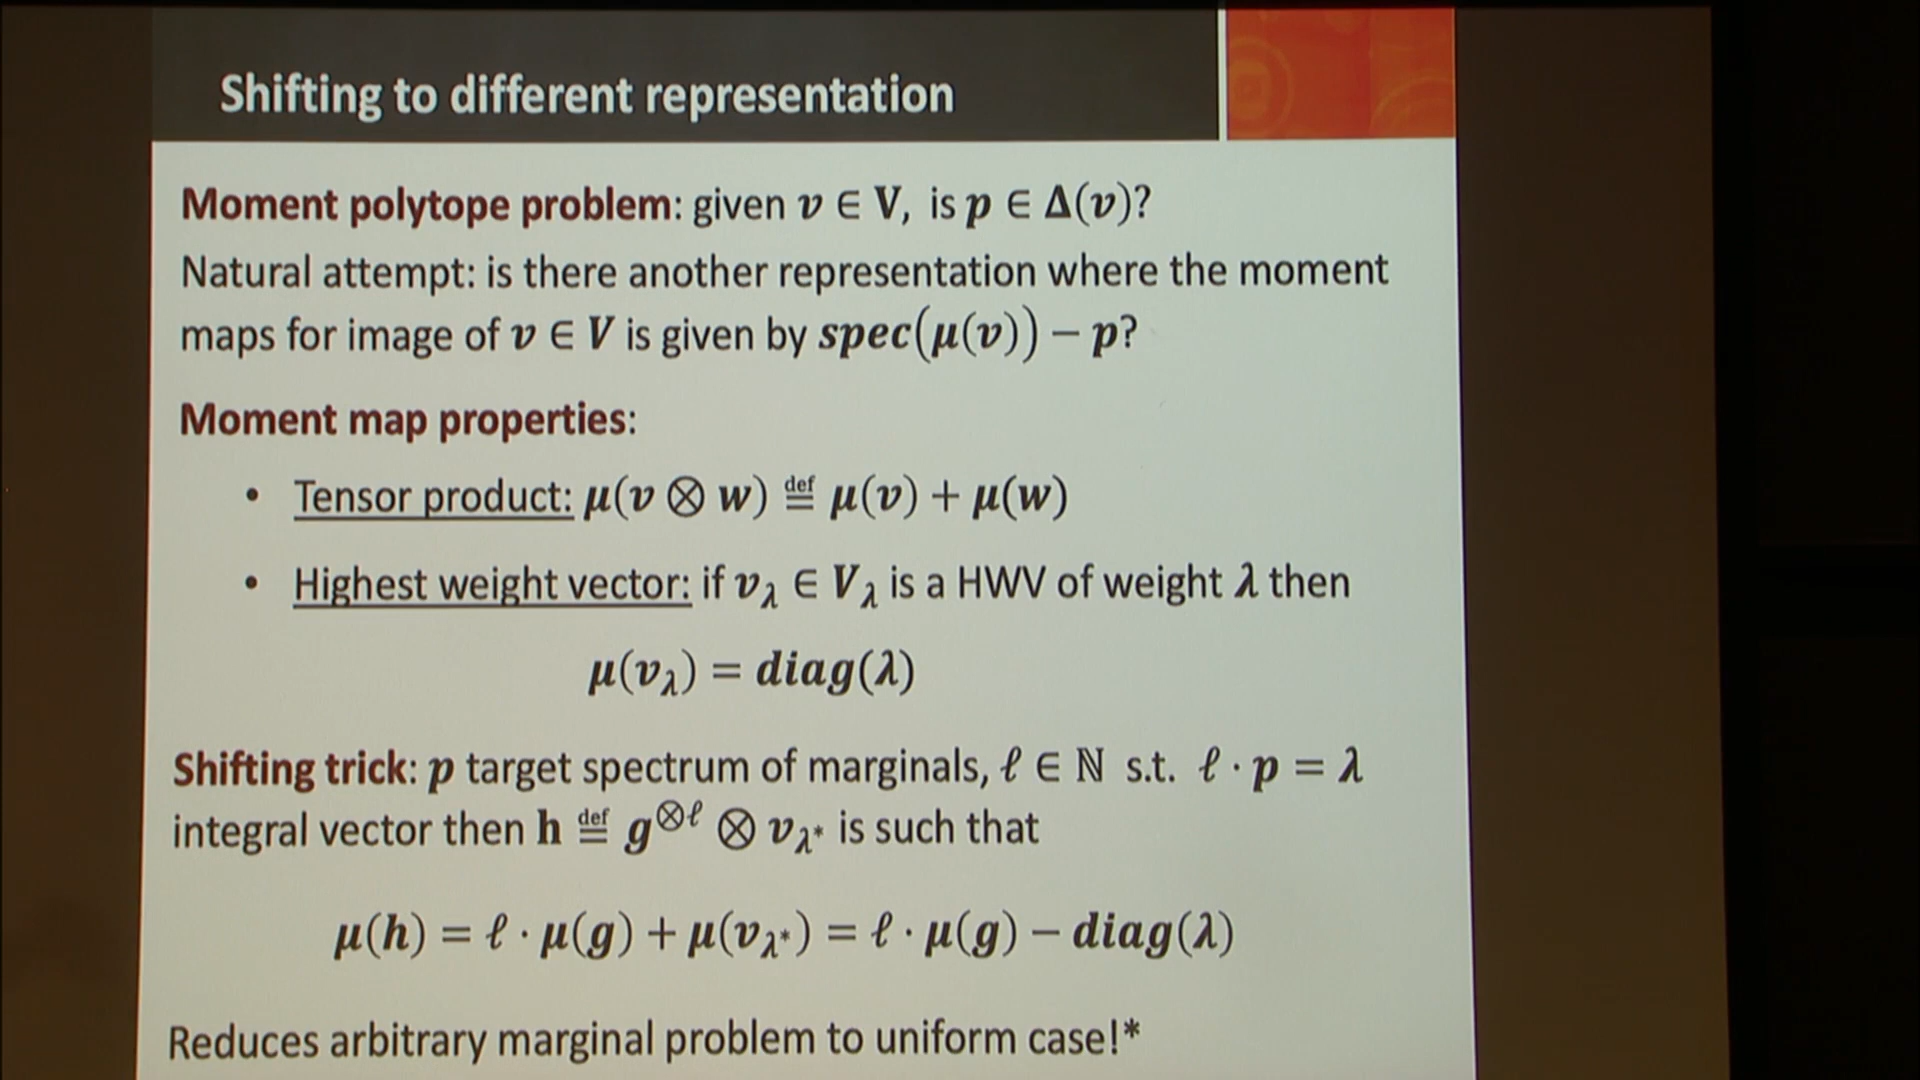 Shifting to different representation
Moment polytope problem: given v ∈ V, is p ∈ Δ(v)?
Natural attempt: is there another representation where the moment
maps for image of v ∈ V is given by spec(μ(v)) − p?
Moment map properties:
• Tensor product: μ(v ⊗ w) ≝ μ(v) + μ(w)
• Highest weight vector: if v_λ ∈ V_λ is a HWV of weight λ then
μ(v_λ) = diag(λ)
Shifting trick: p target spectrum of marginals, ℓ ∈ ℕ s.t. ℓ · p = λ
integral vector then h ≝ g^{⊗ℓ} ⊗ v_{λ*} is such that
μ(h) = ℓ · μ(g) + μ(v_{λ*}) = ℓ · μ(g) − diag(λ)
Reduces arbitrary marginal problem to uniform case!*